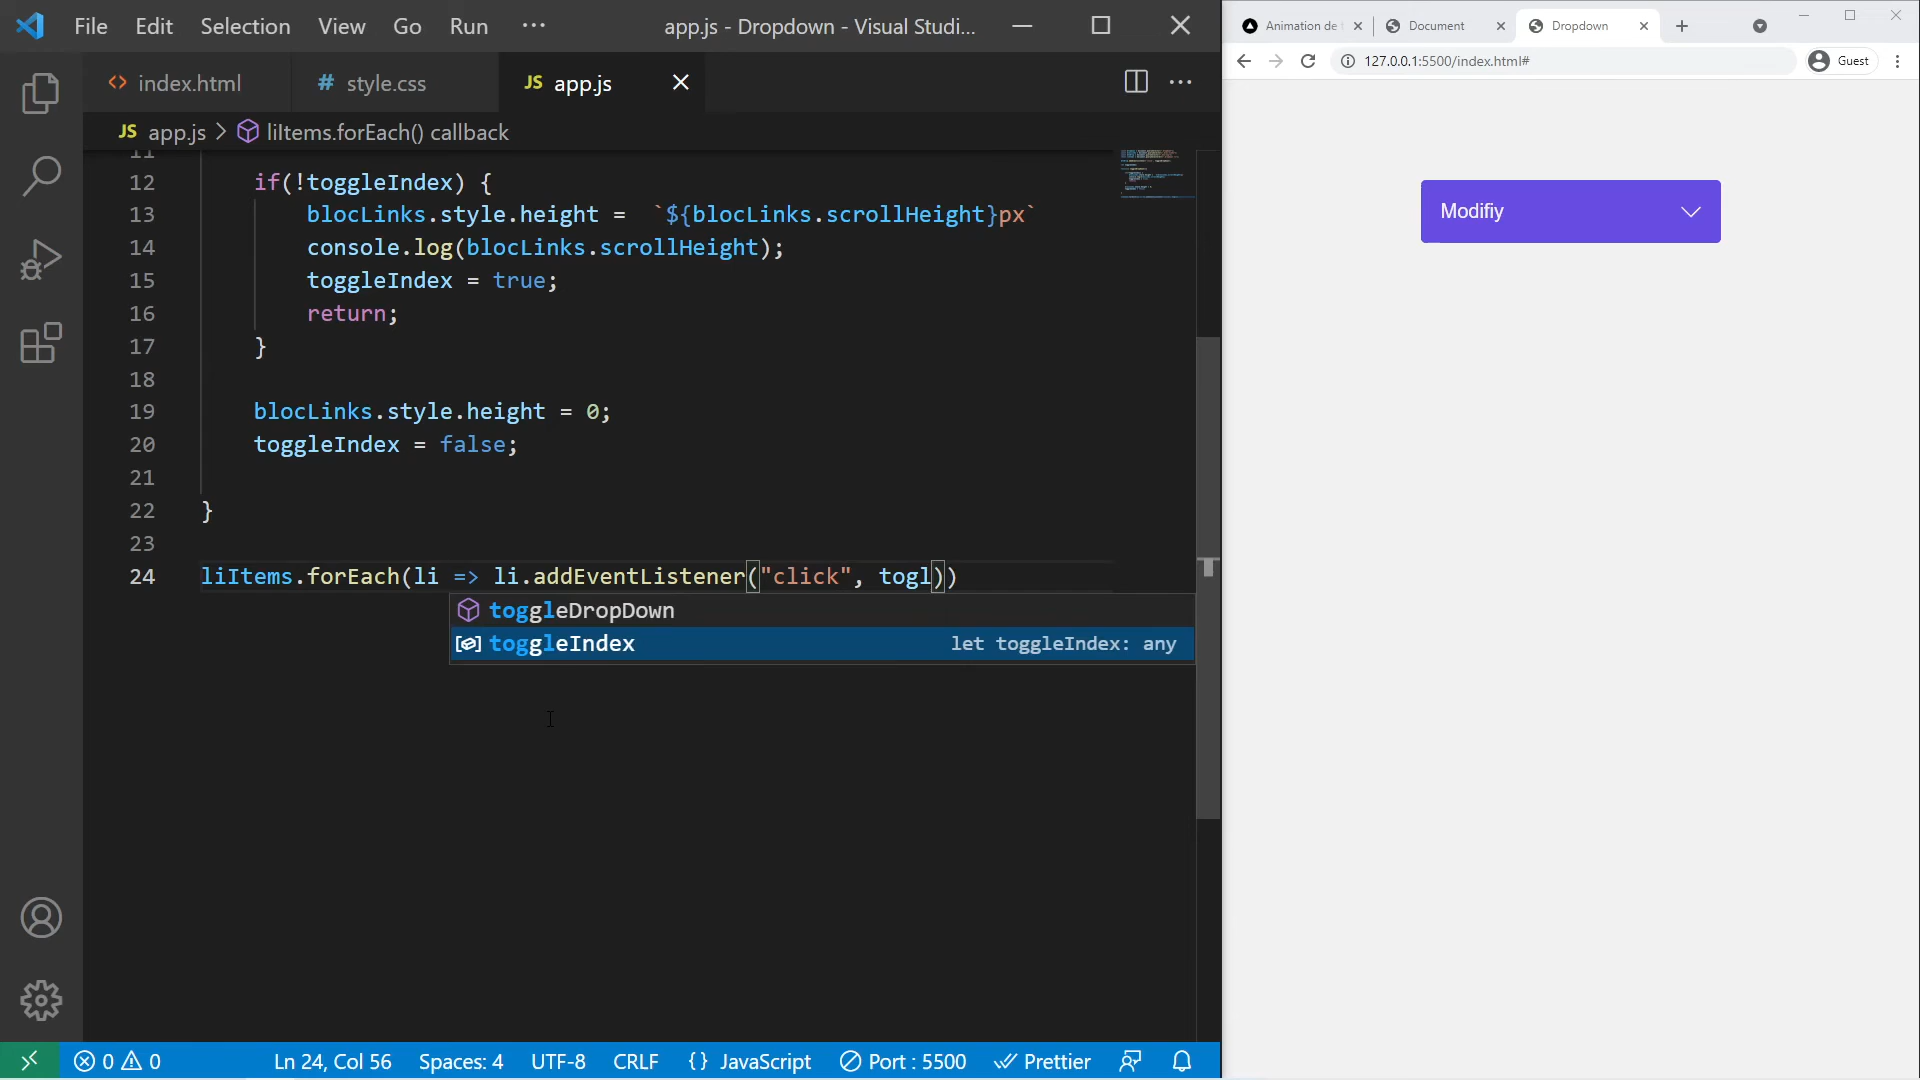 File Edit Selection View Go Run ··· app.js - Dropdown - Visual Studi...
<> index.html # style.css JS app.js
JS app.js > liItems.forEach() callback
11
12 if(!toggleIndex) {
13 blocLinks.style.height = `${blocLinks.scrollHeight}px`
14 console.log(blocLinks.scrollHeight);
15 toggleIndex = true;
16 return;
17 }
18
19 blocLinks.style.height = 0;
20 toggleIndex = false;
21
22 }
23
24 liItems.forEach(li => li.addEventListener("click", togl))
toggleDropDown
toggleIndex let toggleIndex: any
0 0 Ln 24, Col 56 Spaces: 4 UTF-8 CRLF {} JavaScript Port : 5500 Prettier
Animation de Document Dropdown
127.0.0.1:5500/index.html# Guest
Modifiy